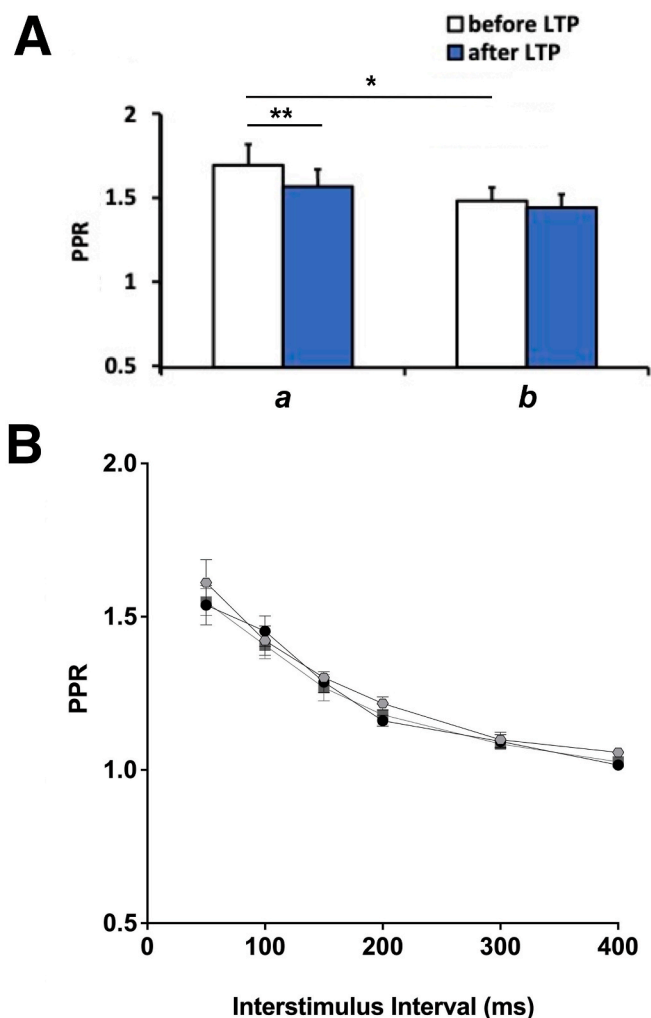 A
before LTP
after LTP
*
**
2
1.5
1
0.5
PPR
a
b
B
2.0
1.5
1.0
0.5
PPR
0
100
200
300
400
Interstimulus Interval (ms)